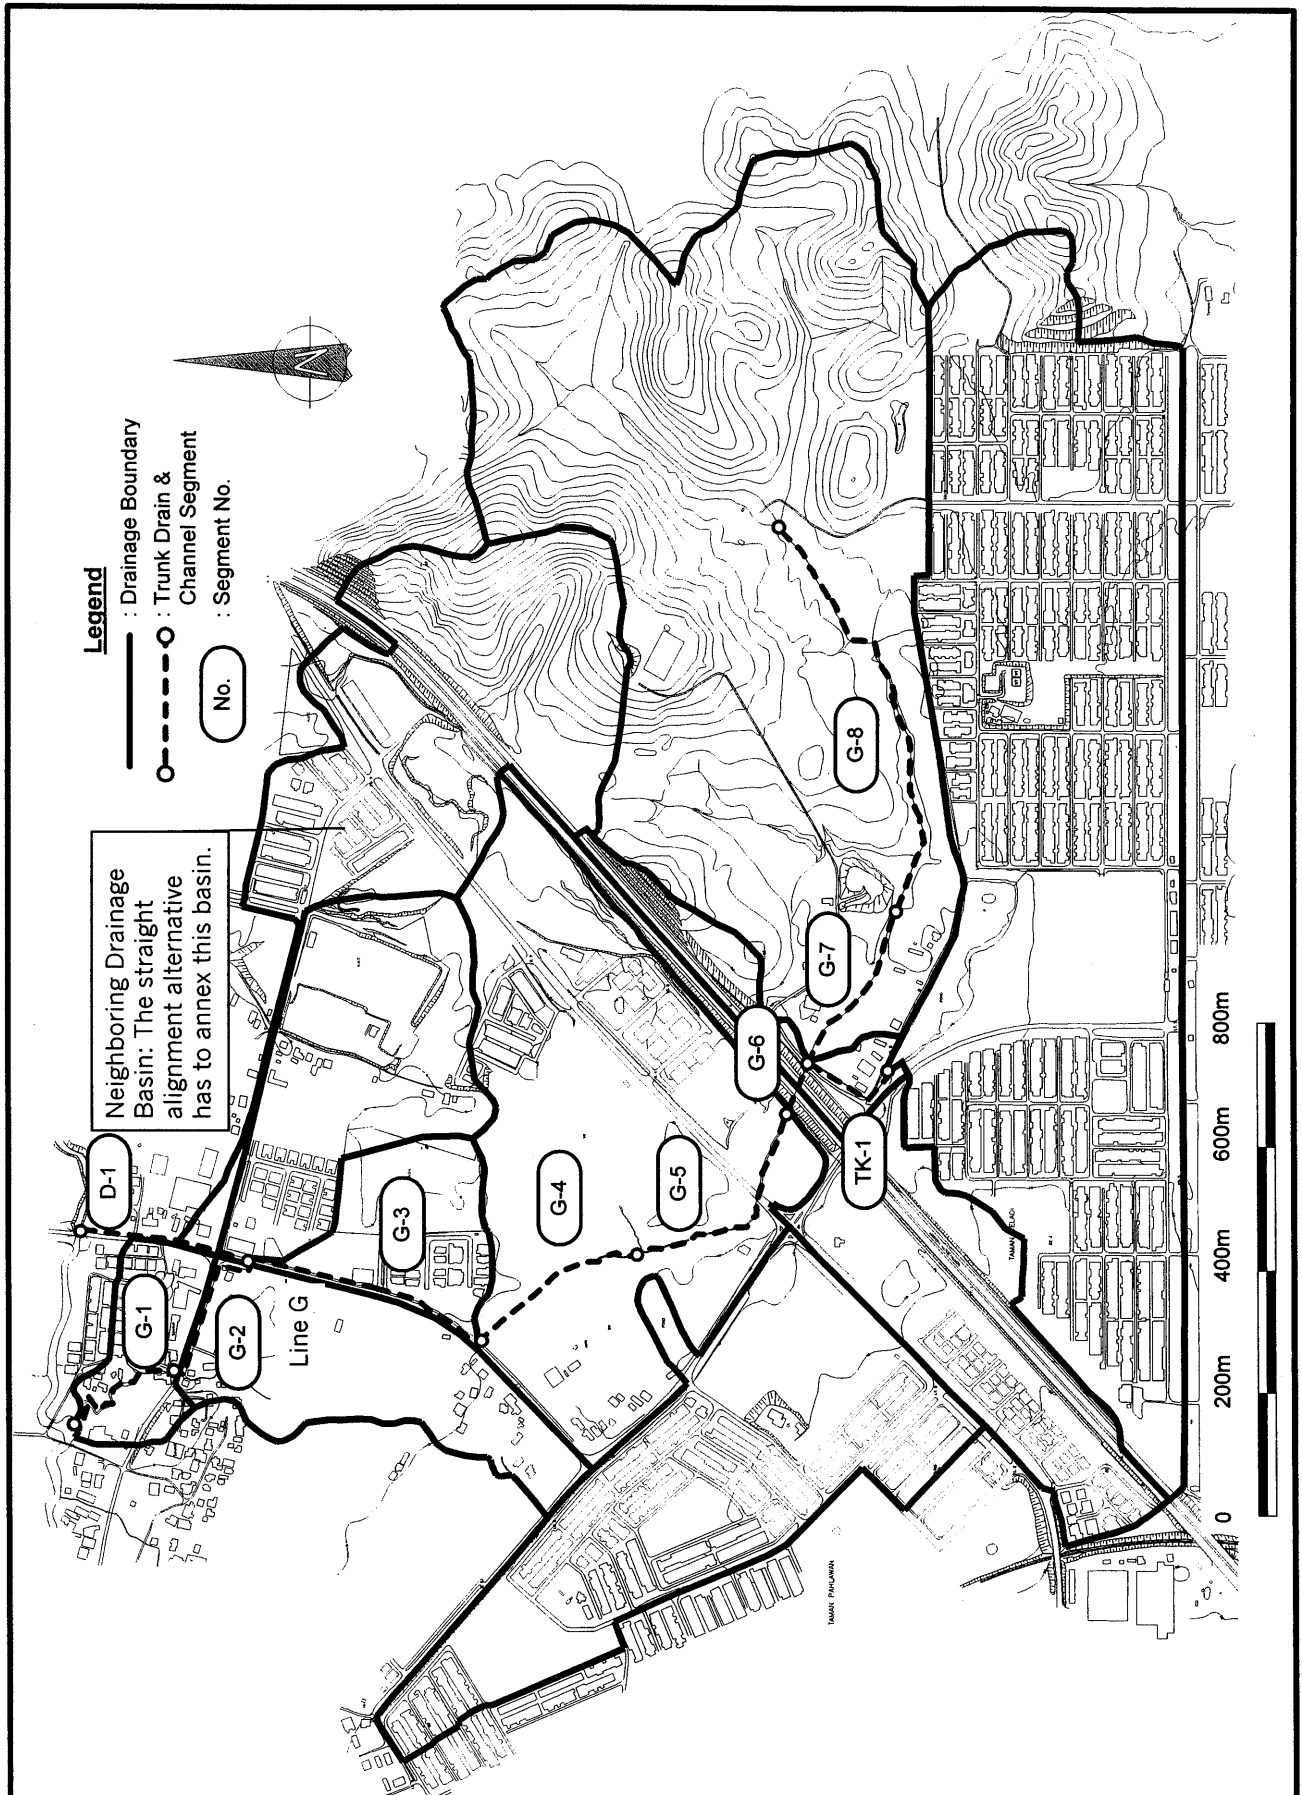 Legend
: Drainage Boundary
: Trunk Drain &
Channel Segment
No.
: Segment No.
N
Neighboring Drainage
Basin: The straight
alignment alternative
has to annex this basin.
D-1
G-1
G-2
Line G
G-3
G-4
G-5
G-6
G-7
G-8
TK-1
TAMAN PAHLAWAN
0
200m
400m
600m
800m